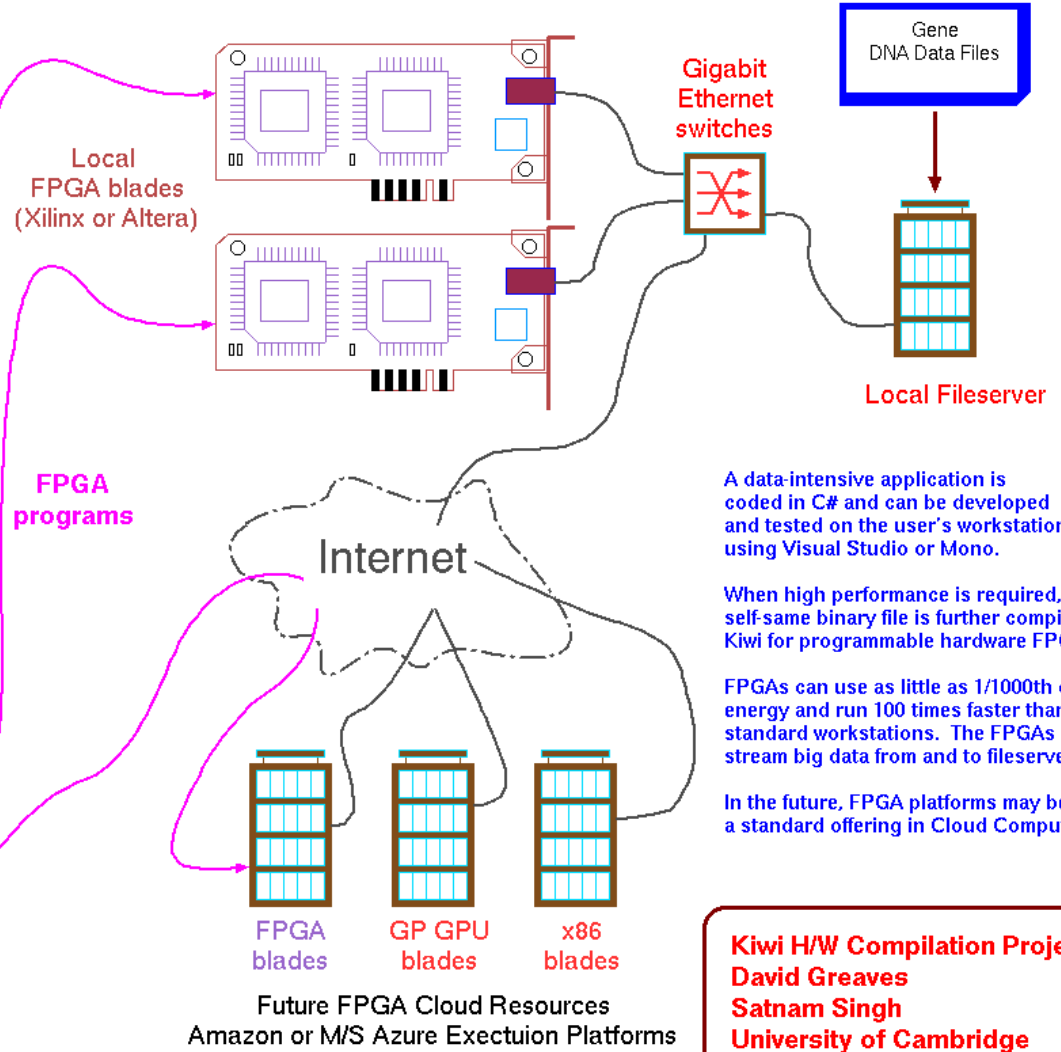 Gene
DNA Data Files
Gigabit
Ethernet
switches
Local
FPGA blades
(Xilinx or Altera)
Local Fileserver
FPGA
programs
Internet
A data-intensive application is
coded in C# and can be developed
and tested on the user's workstation
using Visual Studio or Mono.
When high performance is required,
self-same binary file is further compi
Kiwi for programmable hardware FP
FPGAs can use as little as 1/1000th
energy and run 100 times faster than
standard workstations. The FPGAs
stream big data from and to fileserve
In the future, FPGA platforms may be
a standard offering in Cloud Compu
FPGA
blades
GP GPU
blades
x86
blades
Future FPGA Cloud Resources
Amazon or M/S Azure Exectuion Platforms
Kiwi H/W Compilation Proje
David Greaves
Satnam Singh
University of Cambridge